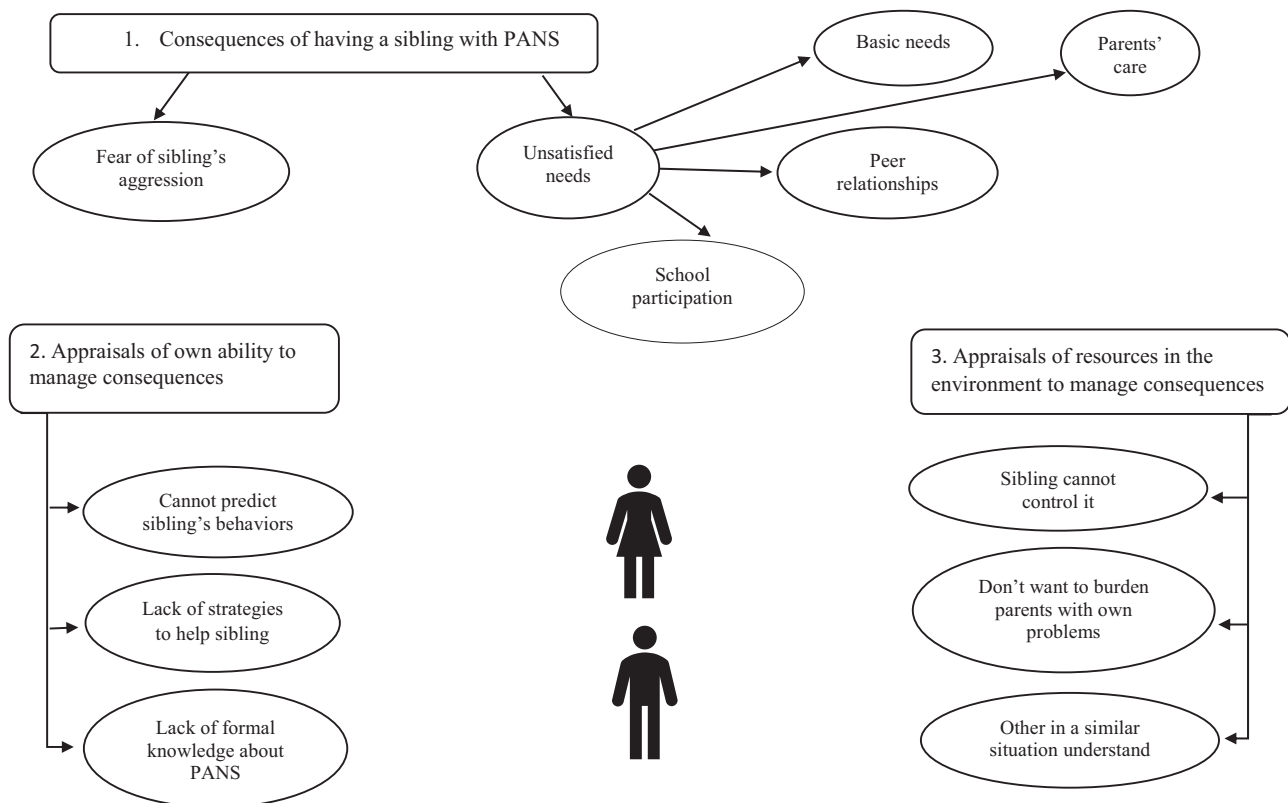 1. Consequences of having a sibling with PANS
Basic needs
Parents’
care
Fear of sibling’s
aggression
Unsatisfied
needs
Peer
relationships
School
participation
2. Appraisals of own ability to
manage consequences
3. Appraisals of resources in the
environment to manage consequences
Cannot predict
sibling’s behaviors
Lack of strategies
to help sibling
Lack of formal
knowledge about
PANS
Sibling cannot
control it
Don’t want to burden
parents with own
problems
Other in a similar
situation understand